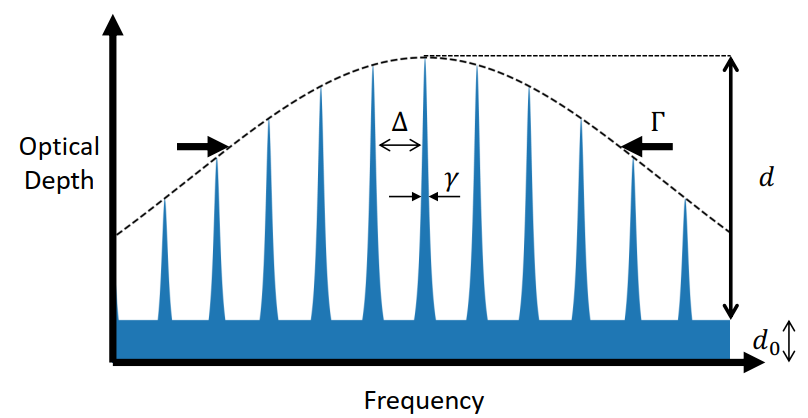 Γ
Δ
Optical
Depth
γ
d
d₀
Frequency